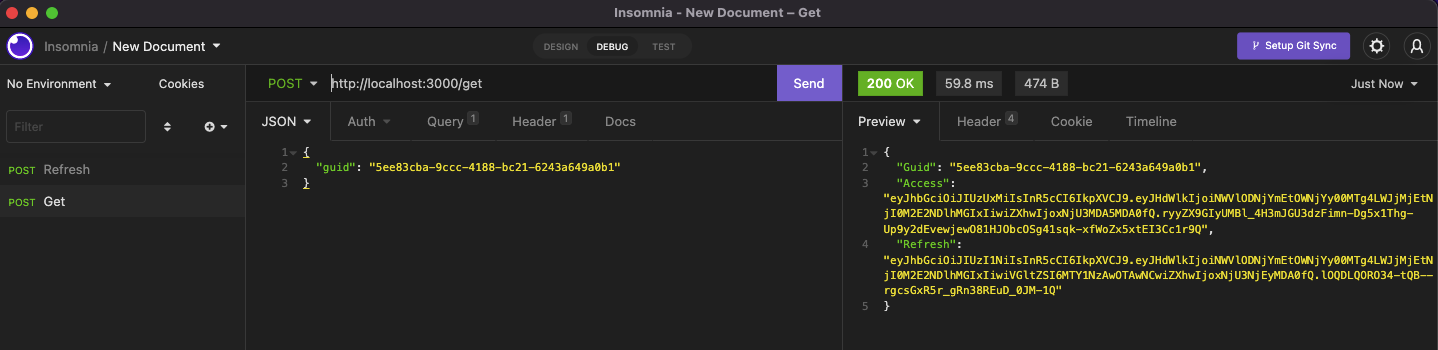 Insomnia - New Document – Get
Insomnia / New Document
DESIGN DEBUG TEST
Setup Git Sync
No Environment Cookies
POST http://localhost:3000/get Send
200 OK 59.8 ms 474 B Just Now
Filter
JSON Auth Query 1 Header 1 Docs
Preview Header 4 Cookie Timeline
POST Refresh
POST Get
1 {
2 "guid": "5ee83cba-9ccc-4188-bc21-6243a649a0b1"
3 }
1 {
2 "Guid": "5ee83cba-9ccc-4188-bc21-6243a649a0b1",
3 "Access":
"eyJhbGciOiJIUzUxMiIsInR5cCI6IkpXVCJ9.eyJHdWlkIjoiNWVlODNjYmEtOWNjYy00MTg4LWJjMjEtNj
jI0M2E2NDlhMGIxIiwiZXhwIjoxNjU3MDA5MDA0fQ.ryyZX9GIyUMBl_4H3mJGU3dzFimn-Dg5x1Thg-
Up9y2dEvewjewO81HJObcOSg41sqk-xfWoZx5xtEI3Cc1r9Q",
4 "Refresh":
"eyJhbGciOiJIUzI1NiIsInR5cCI6IkpXVCJ9.eyJHdWlkIjoiNWVlODNjYmEtOWNjYy00MTg4LWJjMjEtN
jI0M2E2NDlhMGIxIiwiVGltZSI6MTY1NzAwOTAwNCwiZXhwIjoxNjU3NjEyMDA0fQ.lOQDLQORO34-tQB--
rgcsGxR5r_gRn38REuD_0JM-1Q"
5 }